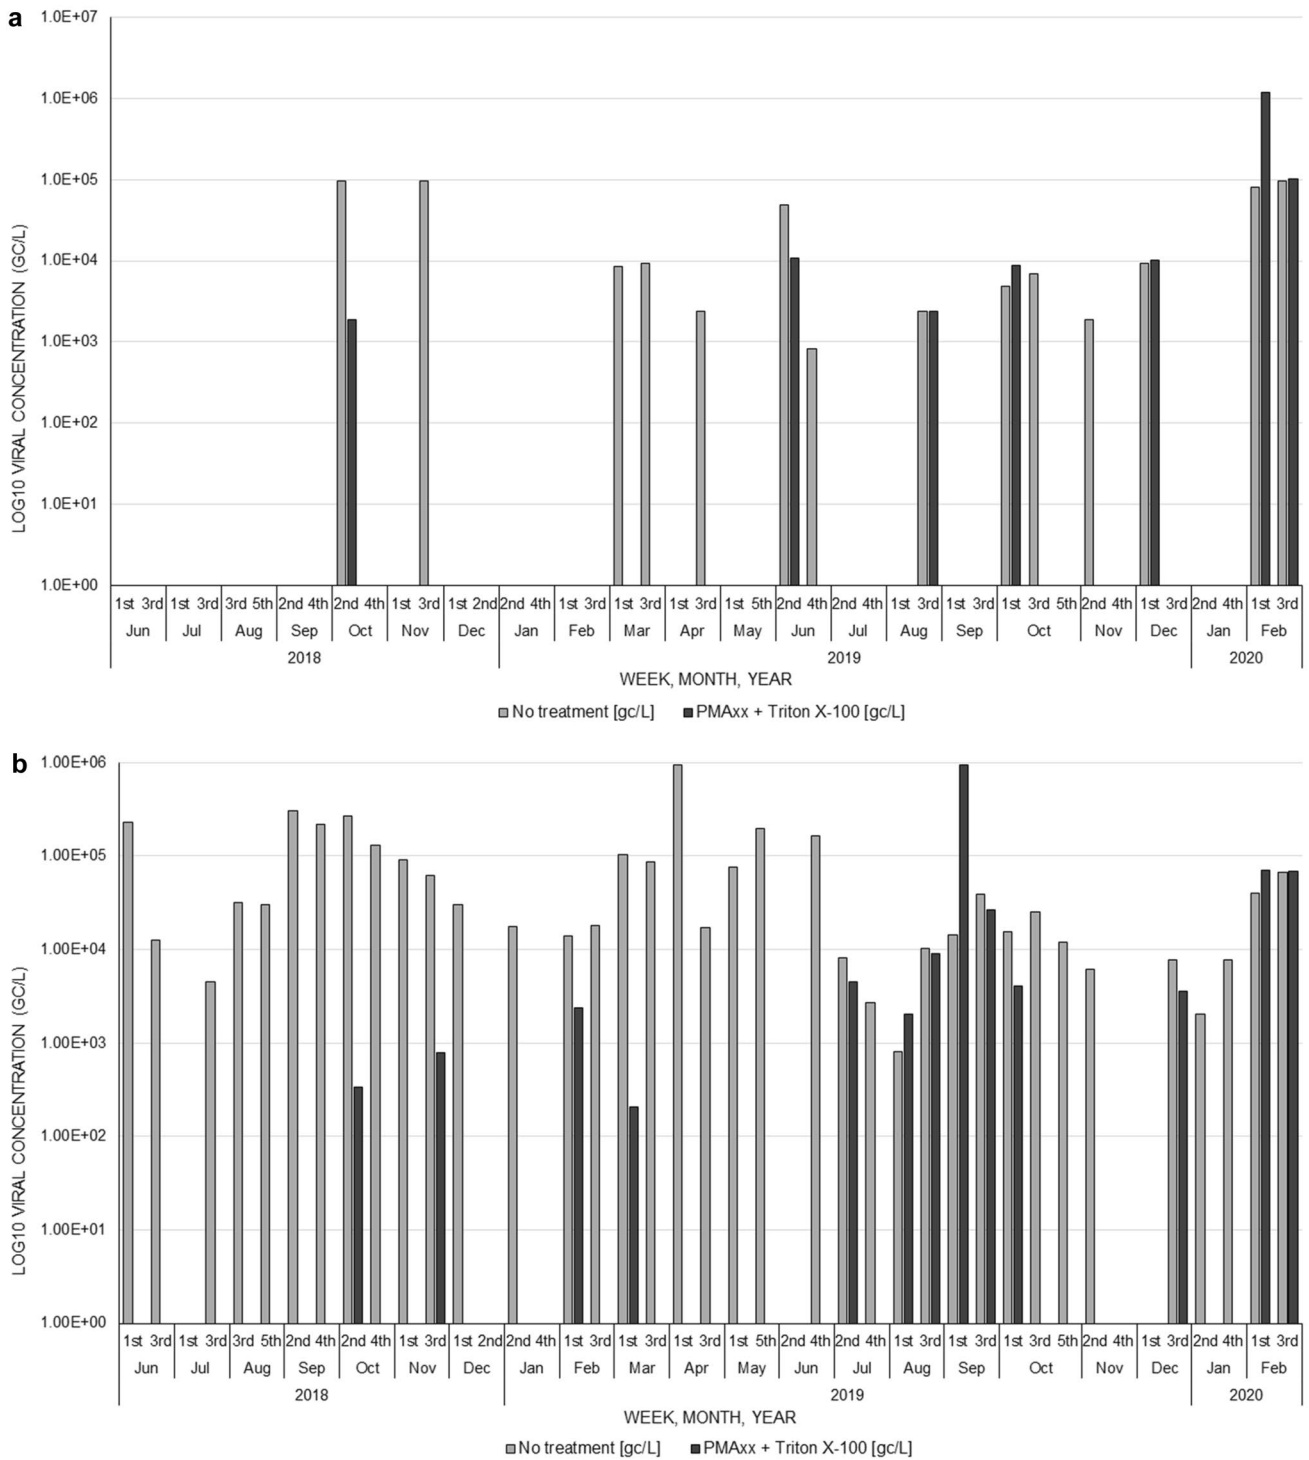 a
LOG10 VIRAL CONCENTRATION (GC/L)
1.0E+07
1.0E+06
1.0E+05
1.0E+04
1.0E+03
1.0E+02
1.0E+01
1.0E+00
1st 3rd 1st 3rd 3rd 5th 2nd 4th 2nd 4th 1st 3rd 1st 2nd 2nd 4th 1st 3rd 1st 3rd 1st 3rd 1st 5th 2nd 4th 2nd 4th 1st 3rd 1st 3rd 1st 3rd 5th 2nd 4th 1st 3rd 2nd 4th 1st 3rd
Jun Jul Aug Sep Oct Nov Dec Jan Feb Mar Apr May Jun Jul Aug Sep Oct Nov Dec Jan Feb
2018 2019 2020
WEEK, MONTH, YEAR
No treatment [gc/L] PMAxx + Triton X-100 [gc/L]
b
LOG10 VIRAL CONCENTRATION (GC/L)
1.00E+06
1.00E+05
1.00E+04
1.00E+03
1.00E+02
1.00E+01
1.00E+00
1st 3rd 1st 3rd 3rd 5th 2nd 4th 2nd 4th 1st 3rd 1st 2nd 2nd 4th 1st 3rd 1st 3rd 1st 3rd 1st 5th 2nd 4th 2nd 4th 1st 3rd 1st 3rd 1st 3rd 5th 2nd 4th 1st 3rd 2nd 4th 1st 3rd
Jun Jul Aug Sep Oct Nov Dec Jan Feb Mar Apr May Jun Jul Aug Sep Oct Nov Dec Jan Feb
2018 2019 2020
WEEK, MONTH, YEAR
No treatment [gc/L] PMAxx + Triton X-100 [gc/L]